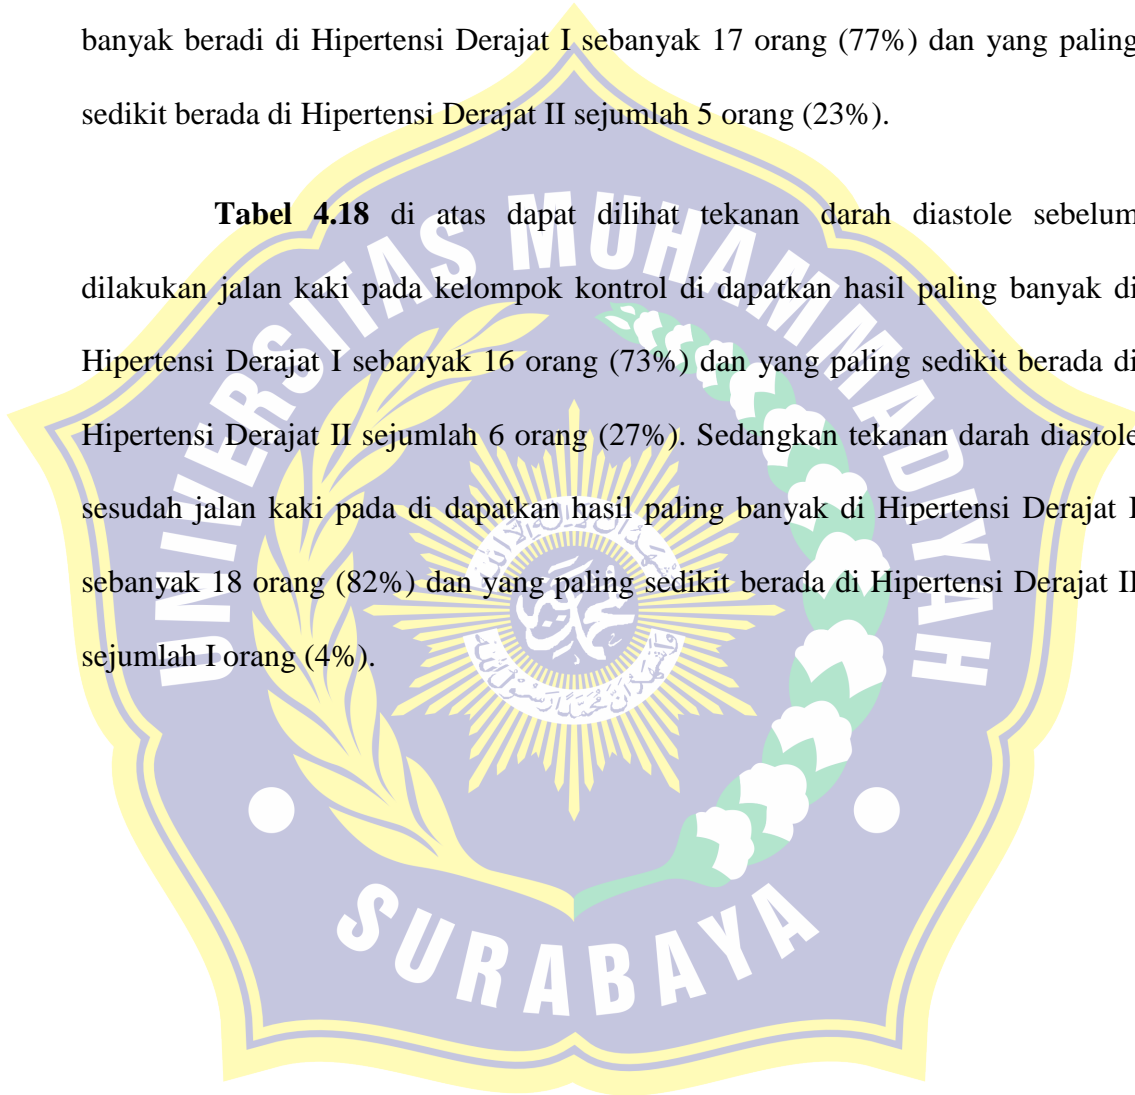 banyak beradi di Hipertensi Derajat I sebanyak 17 orang (77%) dan yang paling
sedikit berada di Hipertensi Derajat II sejumlah 5 orang (23%).
Tabel 4.18 di atas dapat dilihat tekanan darah diastole sebelum
dilakukan jalan kaki pada kelompok kontrol di dapatkan hasil paling banyak di
Hipertensi Derajat I sebanyak 16 orang (73%) dan yang paling sedikit berada di
Hipertensi Derajat II sejumlah 6 orang (27%). Sedangkan tekanan darah diastole
sesudah jalan kaki pada di dapatkan hasil paling banyak di Hipertensi Derajat I
sebanyak 18 orang (82%) dan yang paling sedikit berada di Hipertensi Derajat II
sejumlah I orang (4%).
UNIVERSITAS MUHAMMADIYAH
SURABAYA